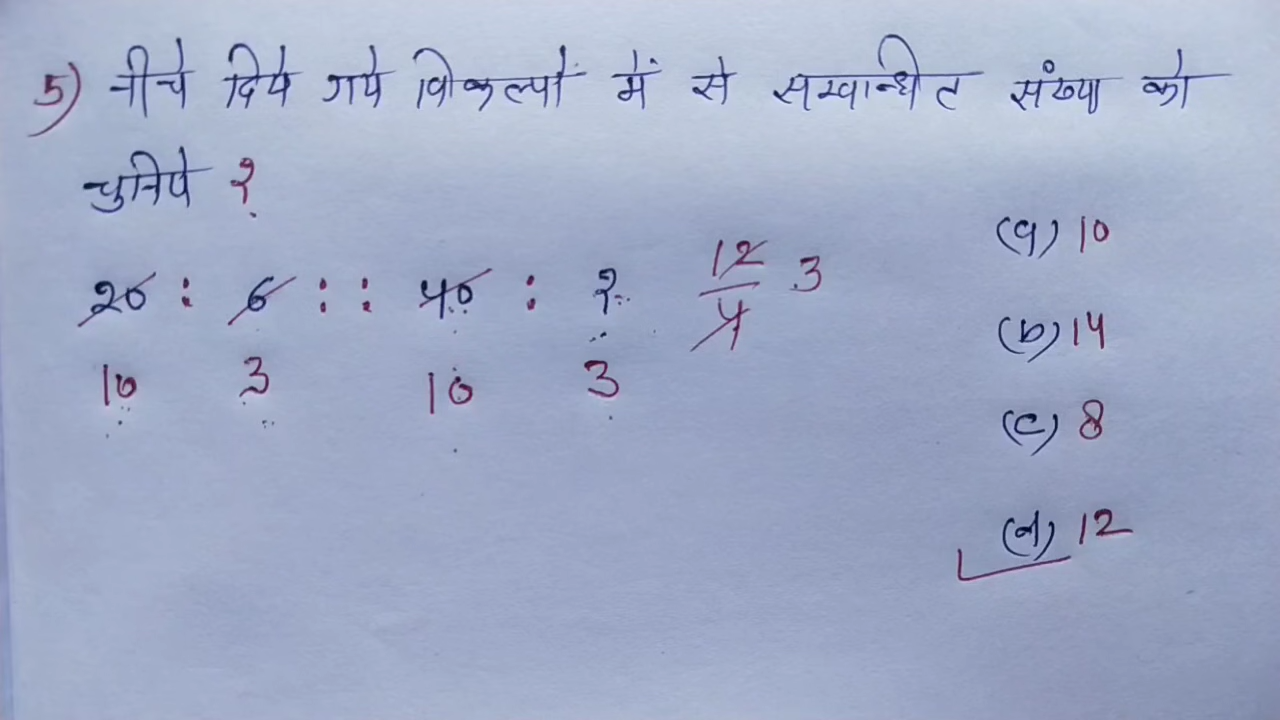 5) नीचे दिये गये विकल्पों में से सम्बन्धित संख्या को
चुनिये ?
20 : 6 :: 40 : ? 12/4 3
10 3 10 3
(a) 10
(b) 14
(c) 8
(d) 12